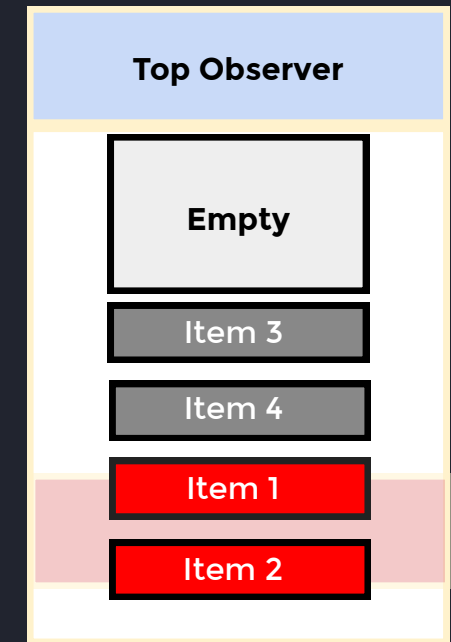 Top Observer
Empty
Item 3
Item 4
Item 1
Item 2